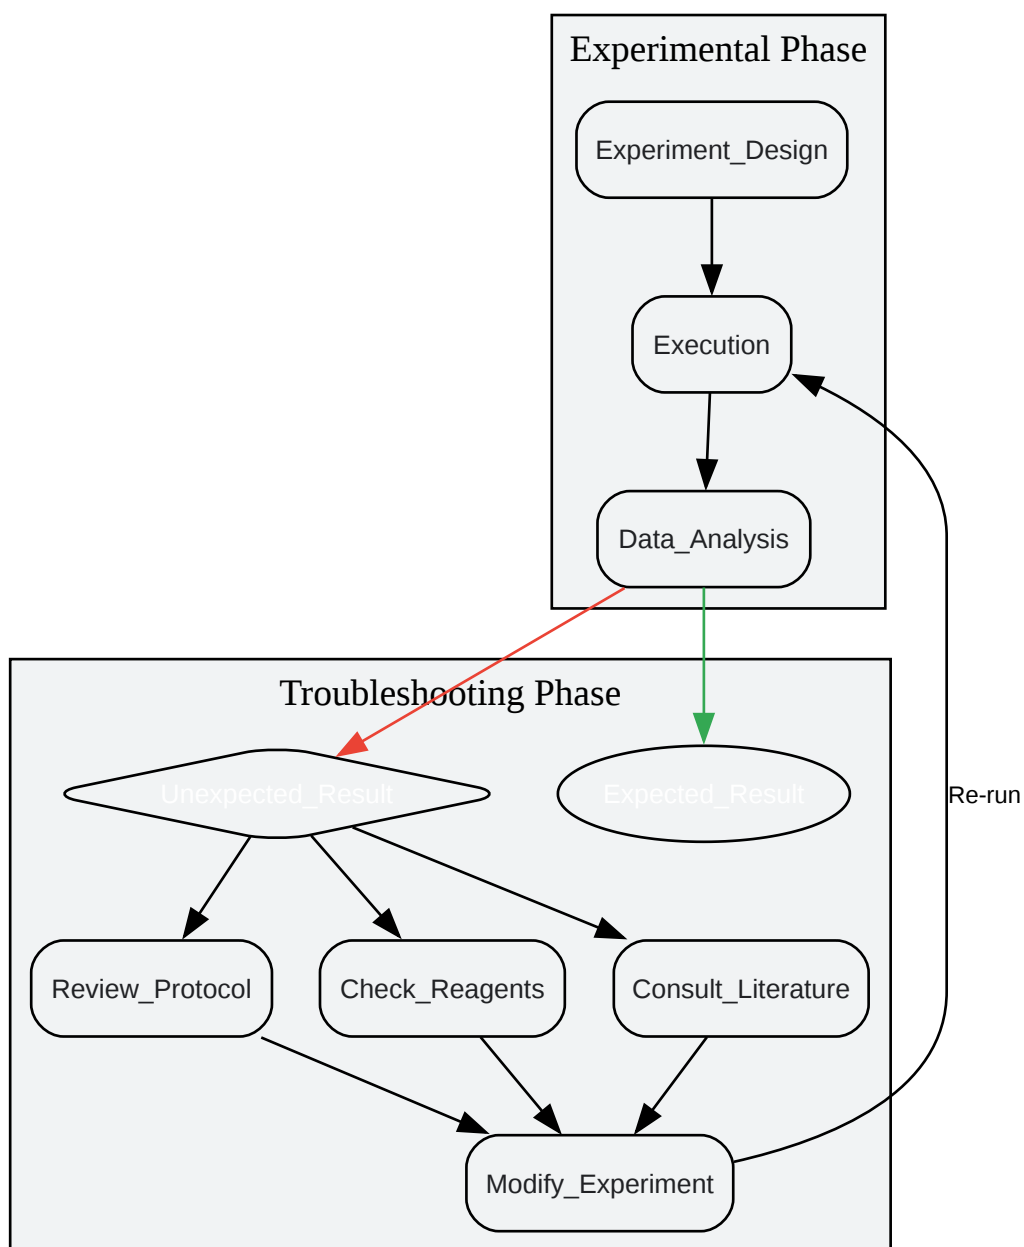 Experimental Phase
Experiment_Design
Execution
Data_Analysis
Troubleshooting Phase
Unexpected_Result
Expected_Result
Re-run
Review_Protocol
Check_Reagents
Consult_Literature
Modify_Experiment